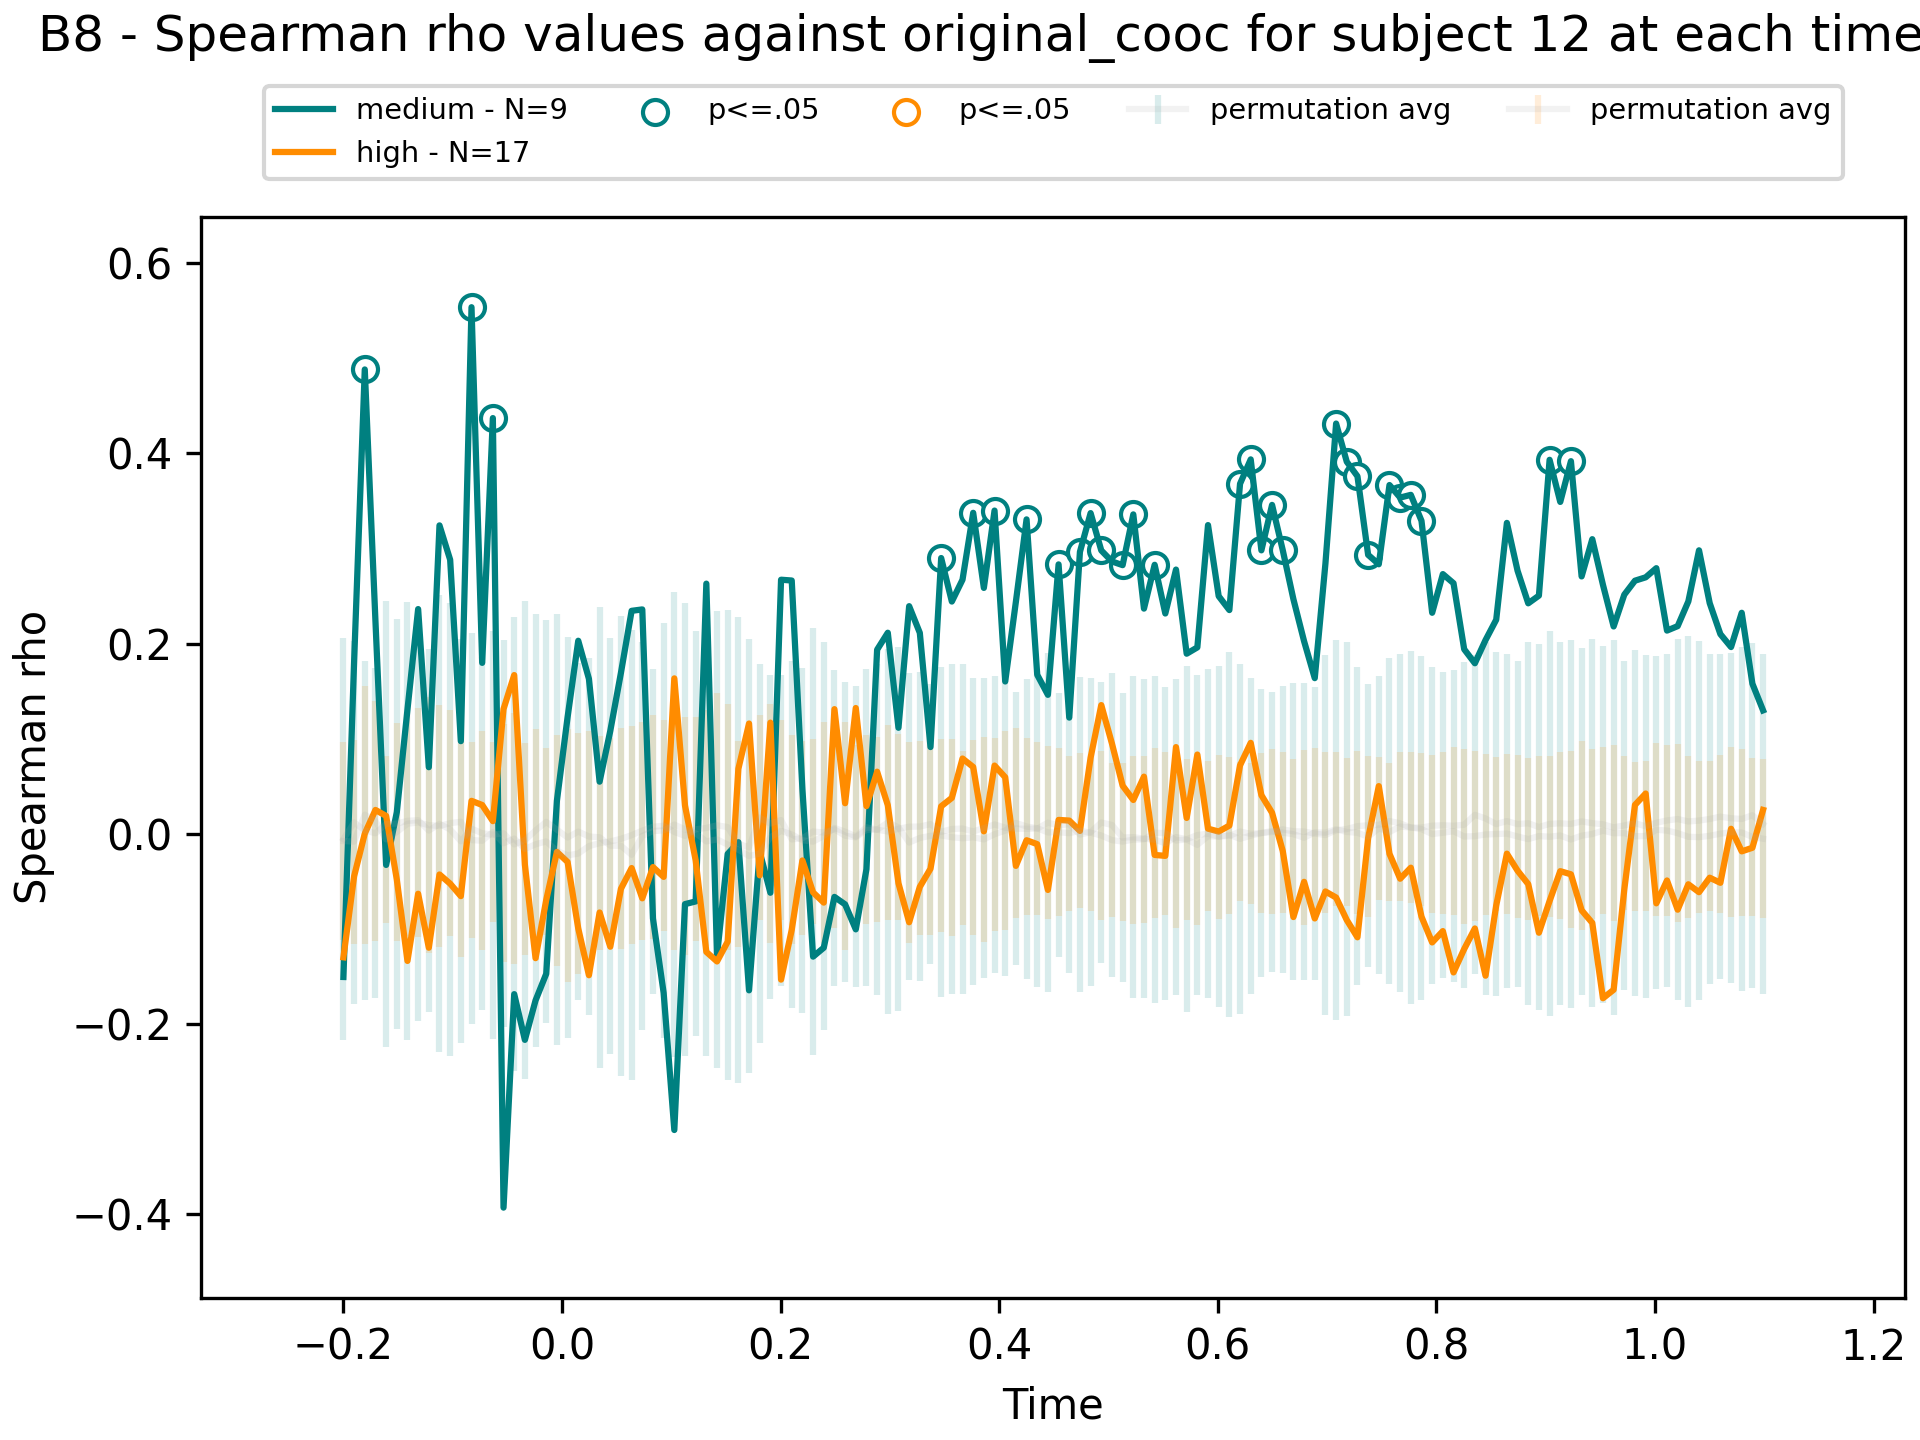 B8 - Spearman rho values against original_cooc for subject 12 at each time
medium - N=9
high - N=17
p<=.05
p<=.05
permutation avg
permutation avg
Spearman rho
0.6
0.4
0.2
0.0
−0.2
−0.4
−0.2
0.0
0.2
0.4
0.6
0.8
1.0
1.2
Time